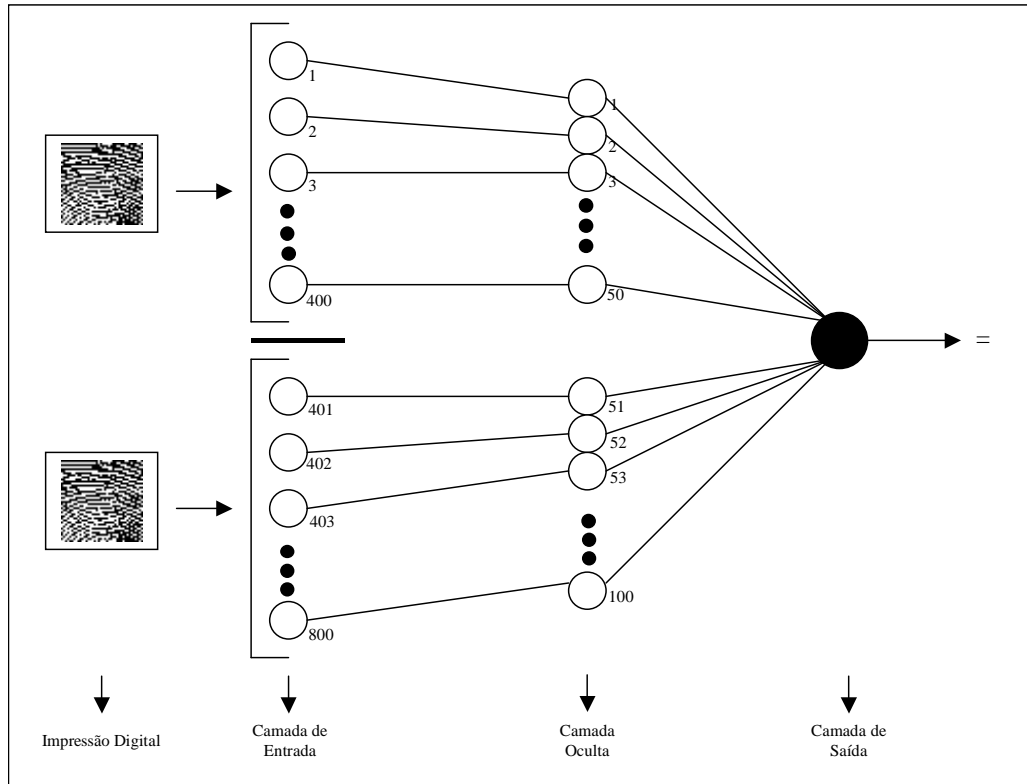 1
2
3
400
401
402
403
800
1
2
3
50
51
52
53
100
=
Impressão Digital
Camada de
Entrada
Camada
Oculta
Camada de
Saída